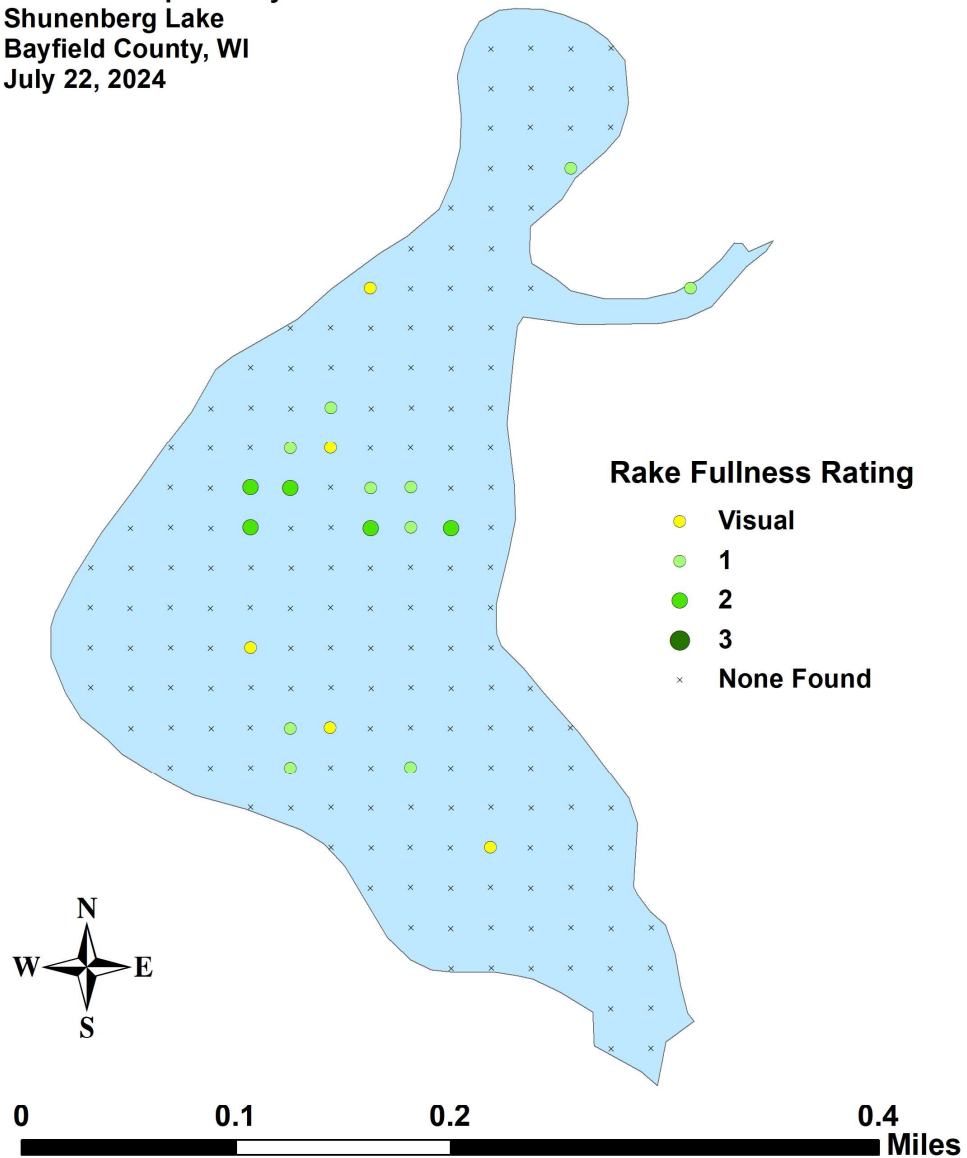 Shunenberg Lake
Bayfield County, WI
July 22, 2024
Rake Fullness Rating
Visual
1
2
3
None Found
N
W E
S
0 0.1 0.2 0.4
Miles